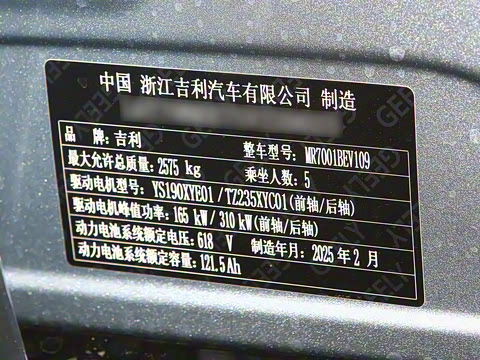 中国 浙江吉利汽车有限公司 制造
品 牌:吉利 整车型号: MR7001BEV109
最大允许总质量: 2575 kg 乘坐人数: 5
驱动电机型号: YS190XYE01 / TZ235XYC01(前轴/后轴)
驱动电机峰值功率: 165 kW / 310 kW(前轴/后轴)
动力电池系统额定电压: 618 V 制造年月: 2025 年 2 月
动力电池系统额定容量: 121.5Ah